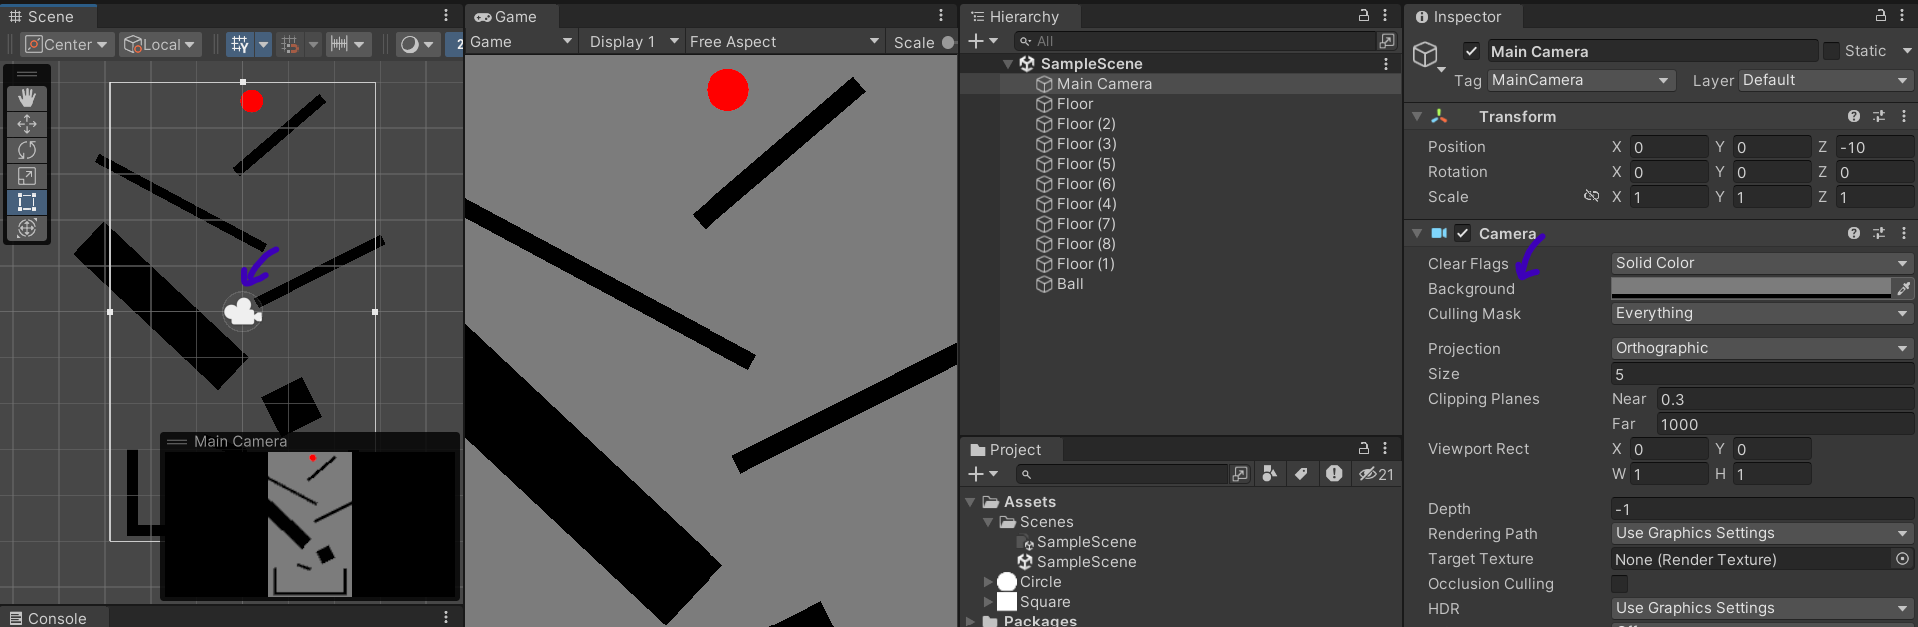 Scene
Center
Local
Y
2
Main Camera
Console
Game
Game
Display 1
Free Aspect
Scale
Hierarchy
All
SampleScene
Main Camera
Floor
Floor (2)
Floor (3)
Floor (5)
Floor (6)
Floor (4)
Floor (7)
Floor (8)
Floor (1)
Ball
Project
21
Assets
Scenes
SampleScene
SampleScene
Circle
Square
Packages
Inspector
Main Camera
Static
Tag MainCamera Layer Default
Transform
Position X 0 Y 0 Z -10
Rotation X 0 Y 0 Z 0
Scale X 1 Y 1 Z 1
Camera
Clear Flags Solid Color
Background
Culling Mask Everything
Projection Orthographic
Size 5
Clipping Planes Near 0.3
Far 1000
Viewport Rect X 0 Y 0
W 1 H 1
Depth -1
Rendering Path Use Graphics Settings
Target Texture None (Render Texture)
Occlusion Culling
HDR Use Graphics Settings